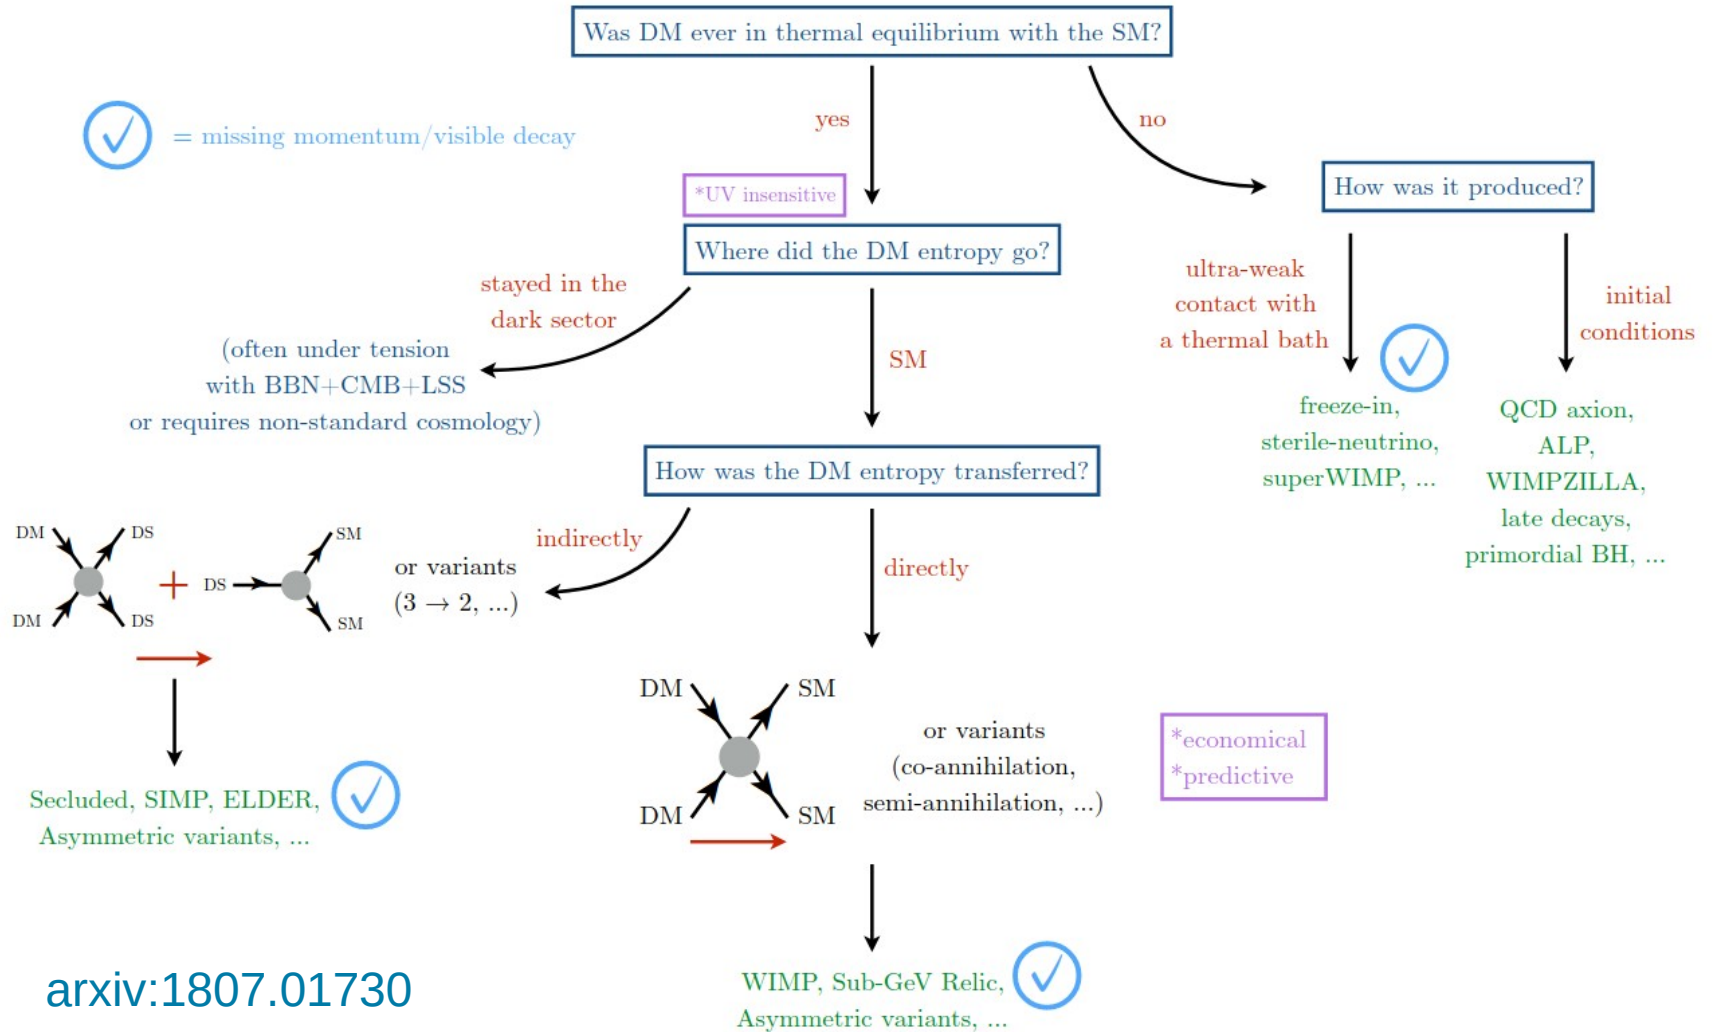 Was DM ever in thermal equilibrium with the SM?
= missing momentum/visible decay
yes
no
*UV insensitive
How was it produced?
Where did the DM entropy go?
stayed in the
dark sector
SM
(often under tension
with BBN+CMB+LSS
or requires non-standard cosmology)
ultra-weak
contact with
a thermal bath
initial
conditions
freeze-in,
sterile-neutrino,
superWIMP, ...
QCD axion,
ALP,
WIMPZILLA,
late decays,
primordial BH, ...
How was the DM entropy transferred?
indirectly
directly
DM
DS
DM
DS
+
DS
SM
SM
or variants
(3 → 2, ...)
Secluded, SIMP, ELDER,
Asymmetric variants, ...
DM
SM
DM
SM
or variants
(co-annihilation,
semi-annihilation, ...)
*economical
*predictive
WIMP, Sub-GeV Relic,
Asymmetric variants, ...
arxiv:1807.01730